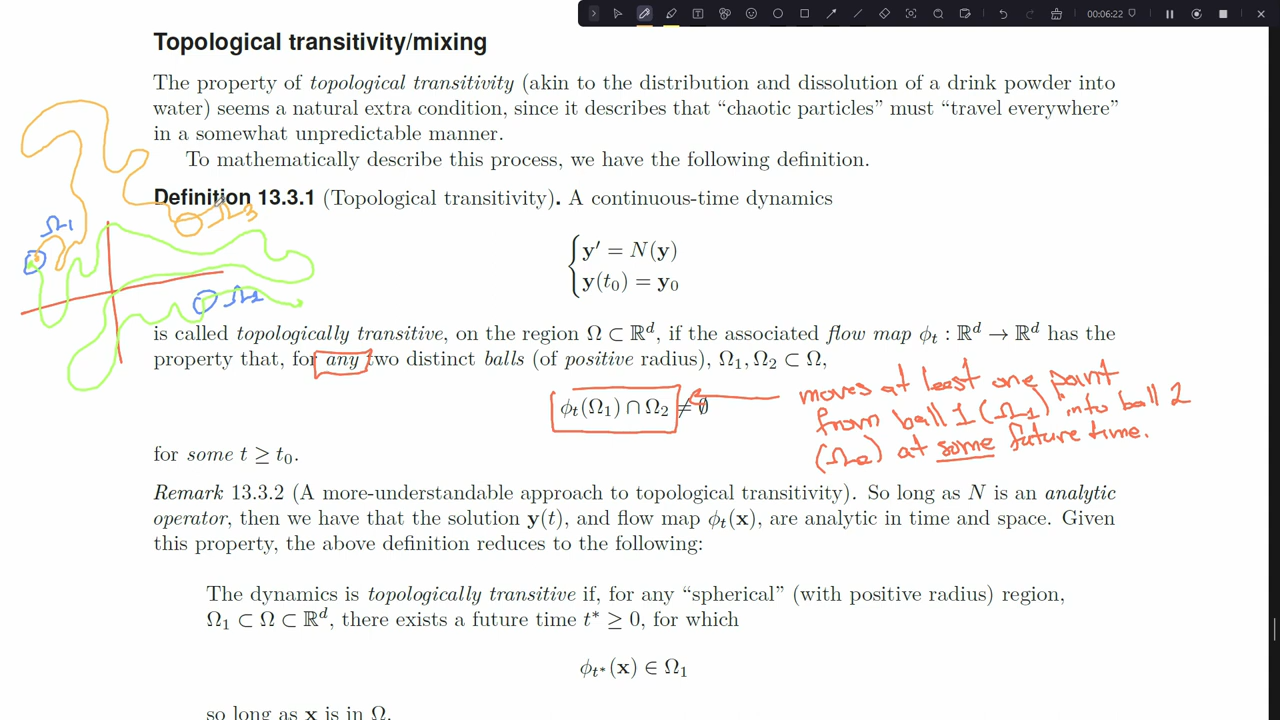 00:06:22
Topological transitivity/mixing
The property of topological transitivity (akin to the distribution and dissolution of a drink powder into
water) seems a natural extra condition, since it describes that “chaotic particles” must “travel everywhere”
in a somewhat unpredictable manner.
To mathematically describe this process, we have the following definition.
Definition 13.3.1 (Topological transitivity). A continuous-time dynamics
Ω₃
Ω₁
y′ = N(y)
y(t₀) = y₀
Ω₂
is called topologically transitive, on the region Ω ⊂ ℝᵈ, if the associated flow map ϕₜ : ℝᵈ → ℝᵈ has the
property that, for any two distinct balls (of positive radius), Ω₁, Ω₂ ⊂ Ω,
ϕₜ(Ω₁) ∩ Ω₂ ≠ ∅
moves at least one point
from ball 1 (Ω₁) into ball 2
(Ω₂) at some future time.
for some t ≥ t₀.
Remark 13.3.2 (A more-understandable approach to topological transitivity). So long as N is an analytic
operator, then we have that the solution y(t), and flow map ϕₜ(x), are analytic in time and space. Given
this property, the above definition reduces to the following:
The dynamics is topologically transitive if, for any “spherical” (with positive radius) region,
Ω₁ ⊂ Ω ⊂ ℝᵈ, there exists a future time t* ≥ 0, for which
ϕₜ*(x) ∈ Ω₁
so long as x is in Ω.